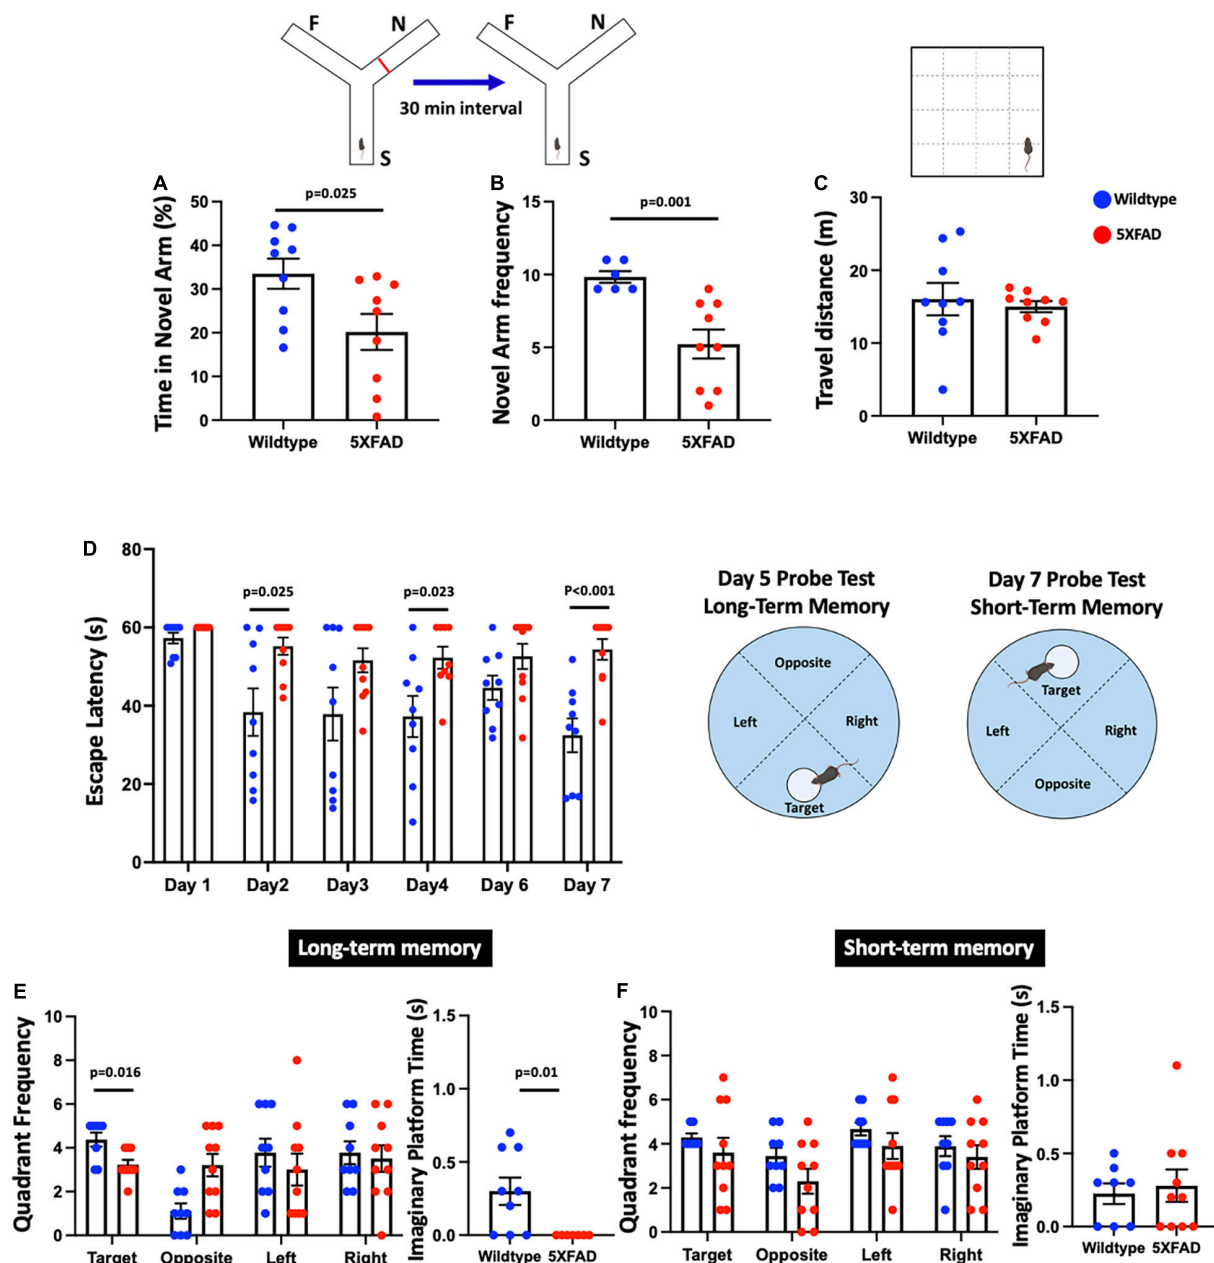 F
N
F
N
30 min interval
S
S
A
Time in Novel Arm (%)
p=0.025
50
40
30
20
10
0
Wildtype
5XFAD
B
Novel Arm frequency
p=0.001
15
10
5
0
Wildtype
5XFAD
C
Travel distance (m)
30
20
10
0
Wildtype
5XFAD
Wildtype
5XFAD
D
Escape Latency (s)
80
60
40
20
0
p=0.025
p=0.023
P<0.001
Day 1
Day2
Day3
Day4
Day 6
Day 7
Day 5 Probe Test
Long-Term Memory
Opposite
Left
Right
Target
Day 7 Probe Test
Short-Term Memory
Target
Left
Right
Opposite
Long-term memory
Short-term memory
E
Quadrant Frequency
10
8
6
4
2
0
p=0.016
Target
Opposite
Left
Right
Imaginary Platform Time (s)
1.5
1.0
0.5
0.0
p=0.01
Wildtype
5XFAD
F
Quadrant frequency
10
8
6
4
2
0
Target
Opposite
Left
Right
Imaginary Platform Time (s)
1.5
1.0
0.5
0.0
Wildtype
5XFAD